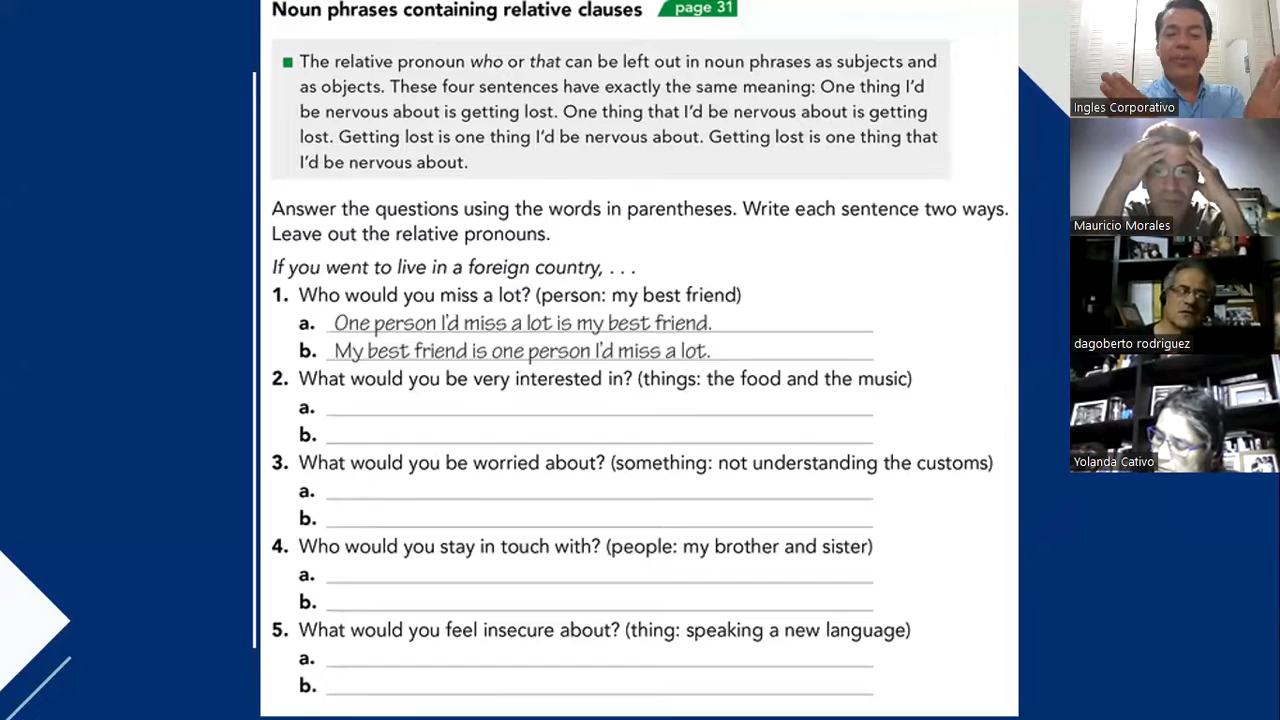 Noun phrases containing relative clauses page 31
The relative pronoun who or that can be left out in noun phrases as subjects and
as objects. These four sentences have exactly the same meaning: One thing I'd
be nervous about is getting lost. One thing that I'd be nervous about is getting
lost. Getting lost is one thing I'd be nervous about. Getting lost is one thing that
I'd be nervous about.
Answer the questions using the words in parentheses. Write each sentence two ways.
Leave out the relative pronouns.
If you went to live in a foreign country, . . .
1. Who would you miss a lot? (person: my best friend)
a. One person I'd miss a lot is my best friend.
b. My best friend is one person I'd miss a lot.
2. What would you be very interested in? (things: the food and the music)
a.
b.
3. What would you be worried about? (something: not understanding the customs)
a.
b.
4. Who would you stay in touch with? (people: my brother and sister)
a.
b.
5. What would you feel insecure about? (thing: speaking a new language)
a.
b.
Ingles Corporativo
Mauricio Morales
dagoberto rodriguez
Yolanda Cativo